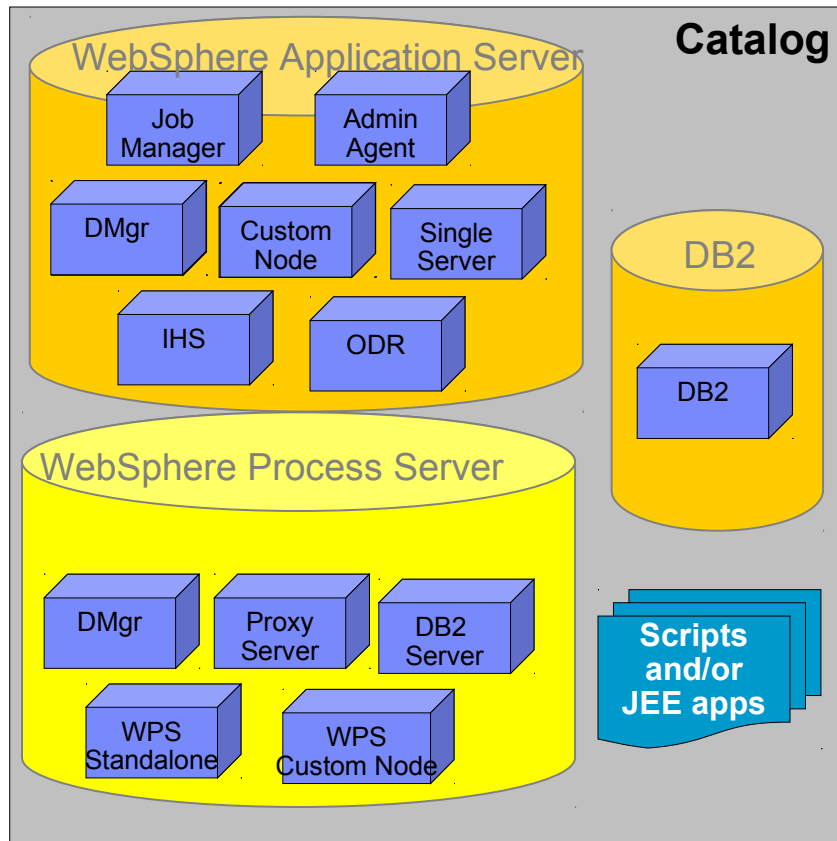 Catalog
WebSphere Application Server
Job
Manager
Admin
Agent
DMgr
Custom
Node
Single
Server
IHS
ODR
DB2
DB2
WebSphere Process Server
DMgr
Proxy
Server
DB2
Server
WPS
Standalone
WPS
Custom Node
Scripts
and/or
JEE apps